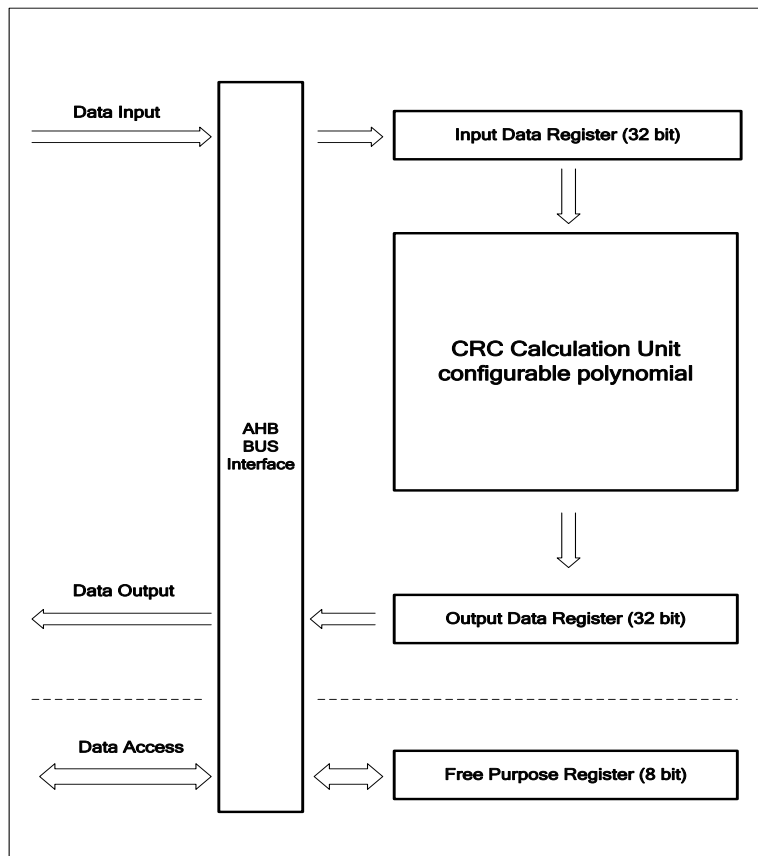 Data Input
Input Data Register (32 bit)
CRC Calculation Unit
configurable polynomial
AHB
BUS
Interface
Data Output
Output Data Register (32 bit)
Data Access
Free Purpose Register (8 bit)